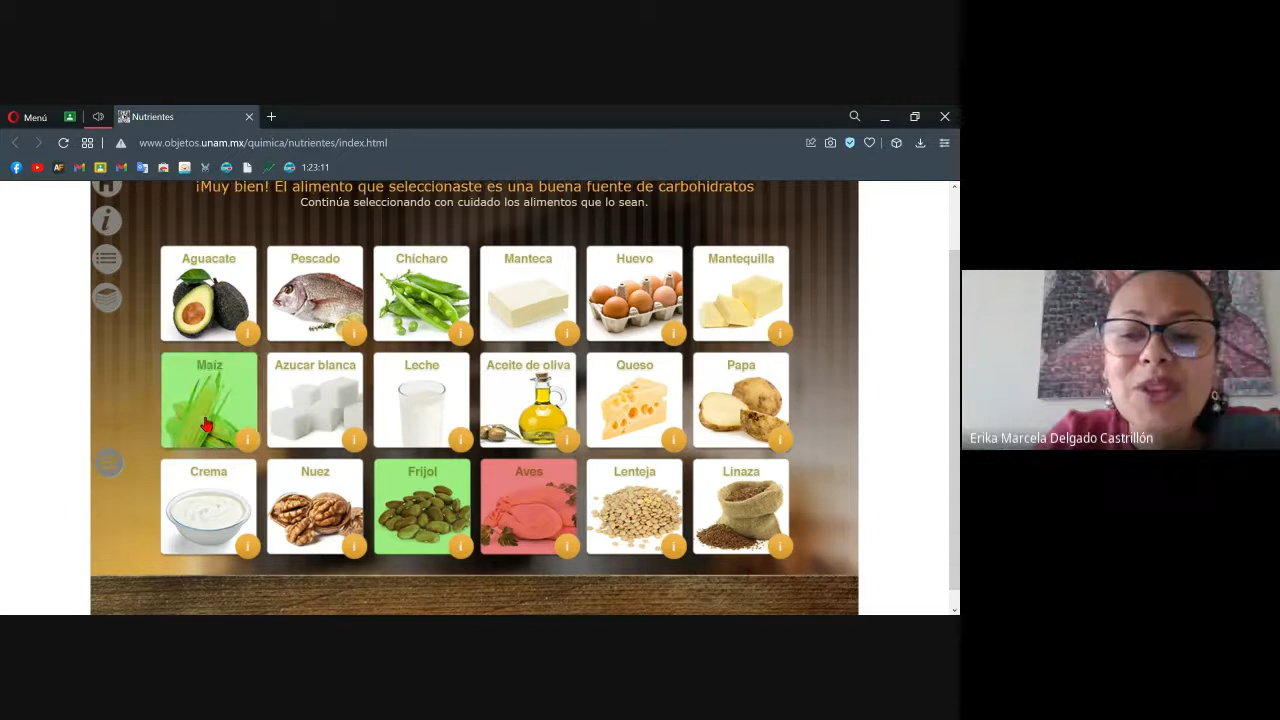 Menú
Nutrientes
www.objetos.unam.mx/quimica/nutrientes/index.html
AF
1:23:11
¡Muy bien! El alimento que seleccionaste es una buena fuente de carbohidratos
Continúa seleccionando con cuidado los alimentos que lo sean.
Aguacate
Pescado
Chícharo
Manteca
Huevo
Mantequilla
Maíz
Azucar blanca
Leche
Aceite de oliva
Queso
Papa
Crema
Nuez
Frijol
Aves
Lenteja
Linaza
Erika Marcela Delgado Castrillón